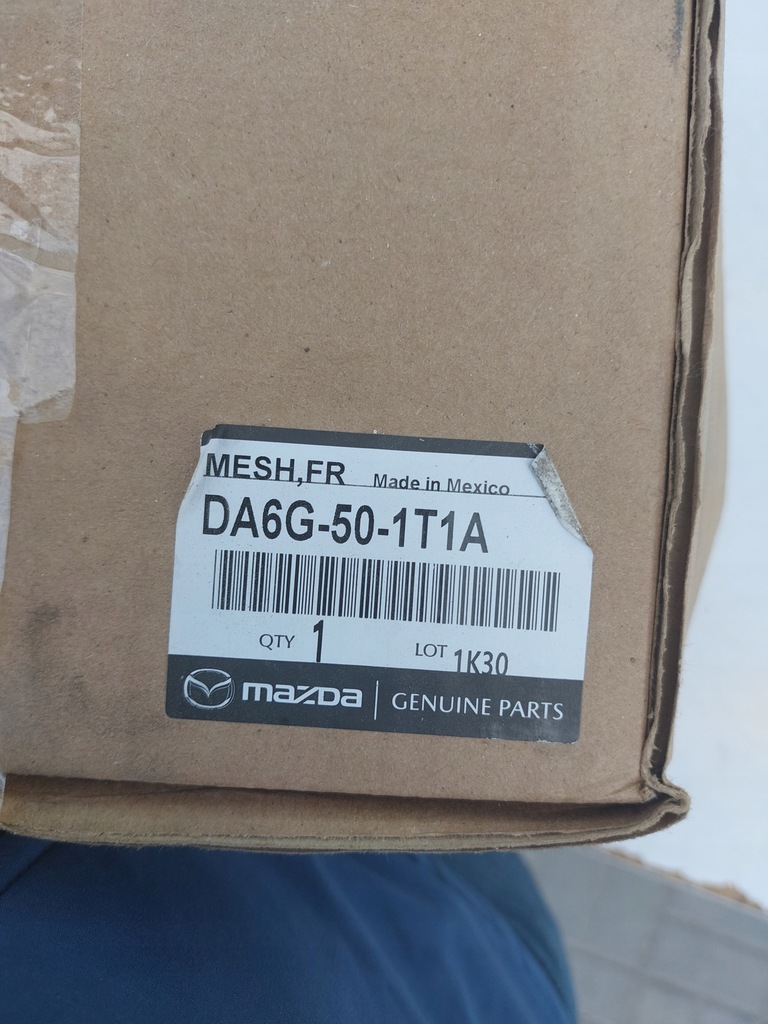 MESH,FR Made in Mexico
DA6G-50-1T1A
QTY 1 LOT 1K30
mazda | GENUINE PARTS